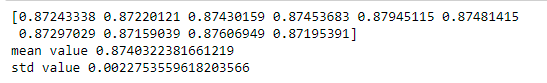 [0.87243338 0.87220121 0.87430159 0.87453683 0.87945115 0.87481415
 0.87297029 0.87159039 0.87606949 0.87195391]
mean value 0.8740322381661219
std value 0.0022753559618203566